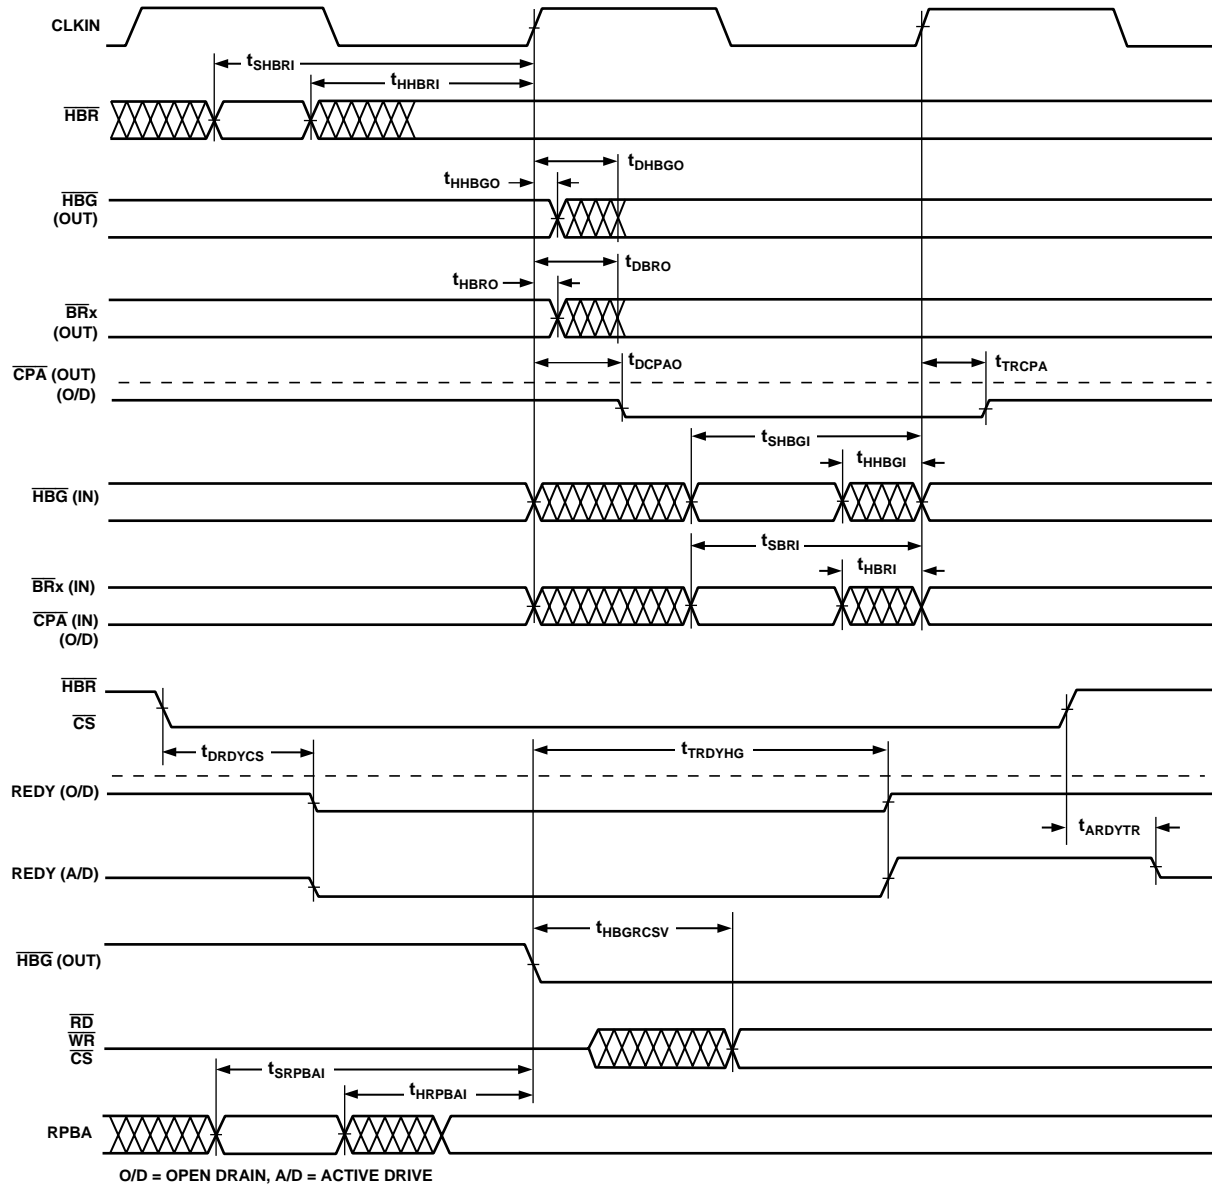 CLKIN
tSHBRI
tHHBRI
HBR
tDHBGO
tHHBGO
HBG
(OUT)
tDBRO
tHBRO
BRx
(OUT)
tDCPAO
tTRCPA
CPA (OUT)
(O/D)
tSHBGI
tHHBGI
HBG (IN)
tSBRI
tHBRI
BRx (IN)
CPA (IN)
(O/D)
HBR
CS
tDRDYCS
tTRDYHG
REDY (O/D)
tARDYTR
REDY (A/D)
tHBGRCSV
HBG (OUT)
RD
WR
CS
tSRPBAI
tHRPBAI
RPBA
O/D = OPEN DRAIN, A/D = ACTIVE DRIVE